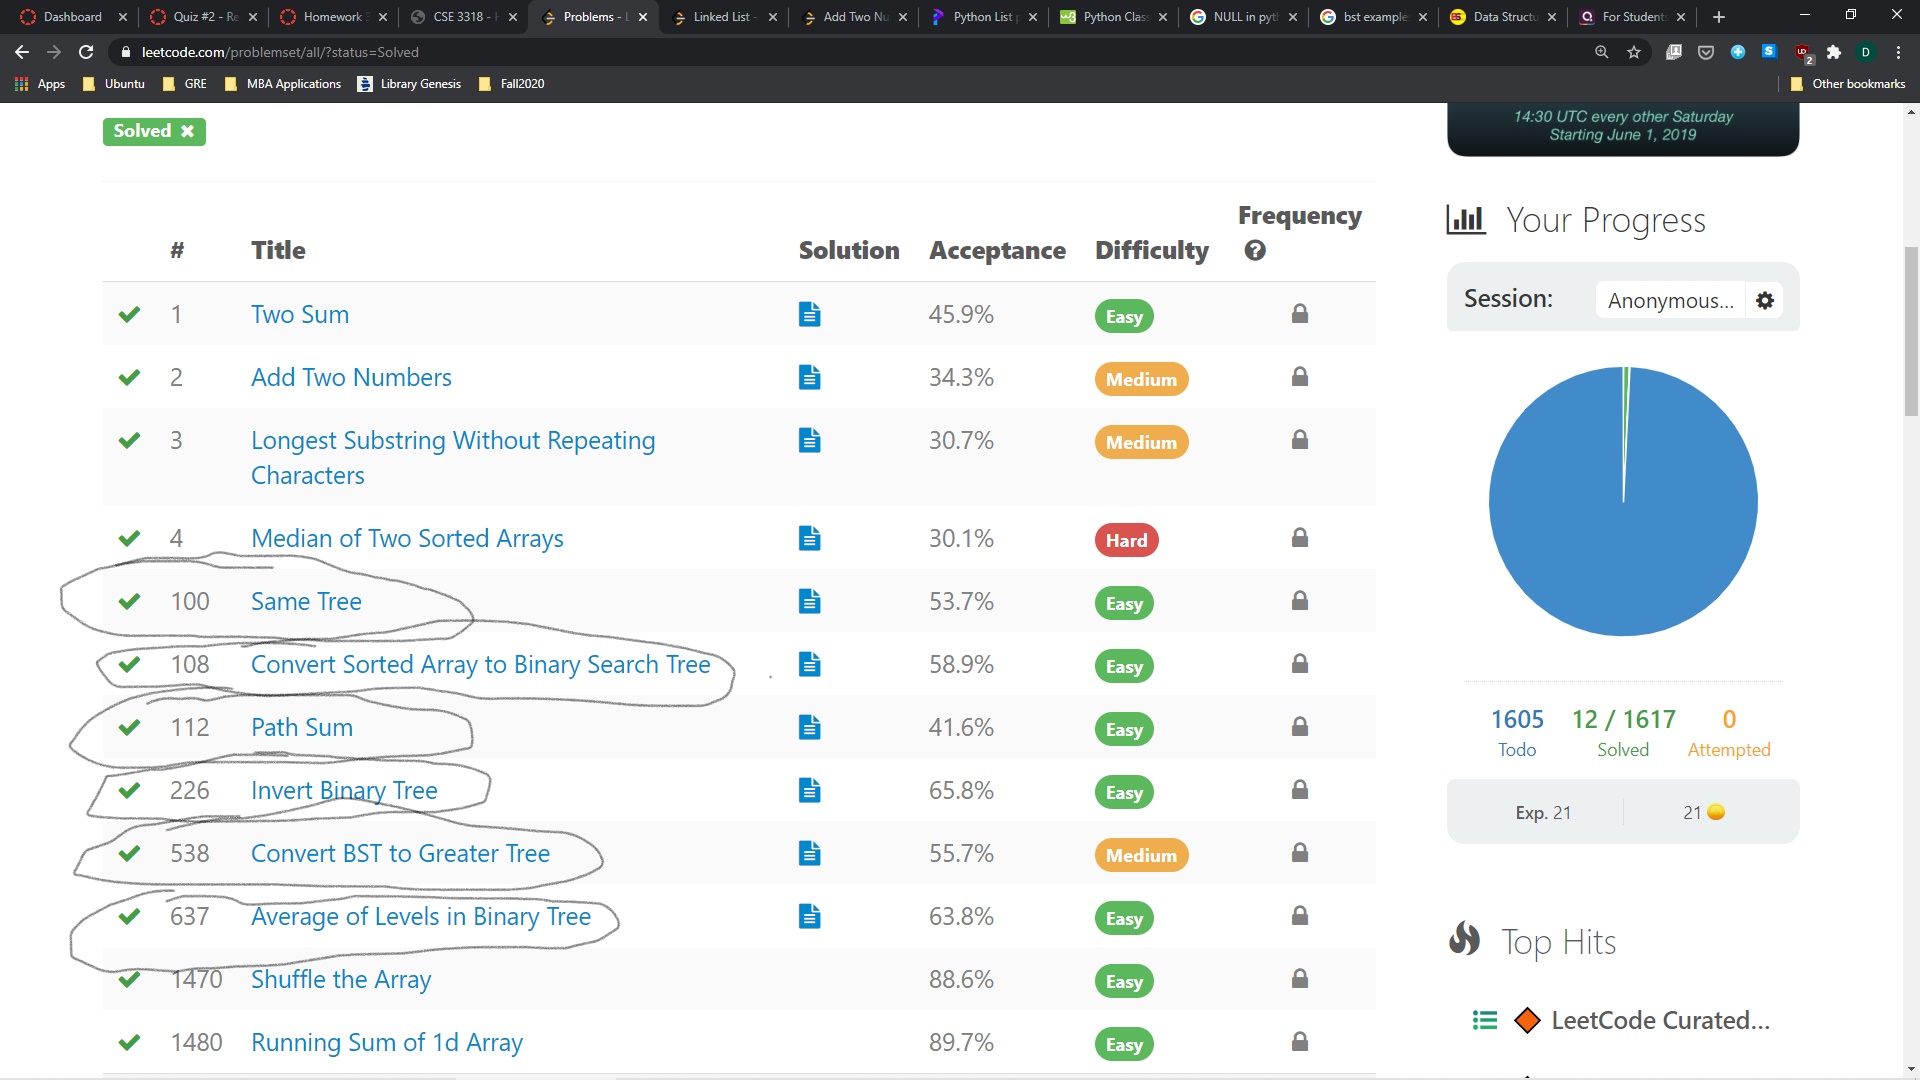 Dashboard
Quiz #2 - Re
Homework 3
CSE 3318 - H
Problems - L
Linked List -
Add Two Nu
Python List p
Python Class
NULL in pyth
bst example
Data Structu
For Students
leetcode.com/problemset/all/?status=Solved
Apps Ubuntu GRE MBA Applications Library Genesis Fall2020 Other bookmarks
14:30 UTC every other Saturday
Starting June 1, 2019
Solved
# Title Solution Acceptance Difficulty Frequency
1 Two Sum 45.9% Easy
2 Add Two Numbers 34.3% Medium
3 Longest Substring Without Repeating
Characters 30.7% Medium
4 Median of Two Sorted Arrays 30.1% Hard
100 Same Tree 53.7% Easy
108 Convert Sorted Array to Binary Search Tree 58.9% Easy
112 Path Sum 41.6% Easy
226 Invert Binary Tree 65.8% Easy
538 Convert BST to Greater Tree 55.7% Medium
637 Average of Levels in Binary Tree 63.8% Easy
1470 Shuffle the Array 88.6% Easy
1480 Running Sum of 1d Array 89.7% Easy
Your Progress
Session: Anonymous...
1605 12 / 1617 0
Todo Solved Attempted
Exp. 21 21
Top Hits
LeetCode Curated...